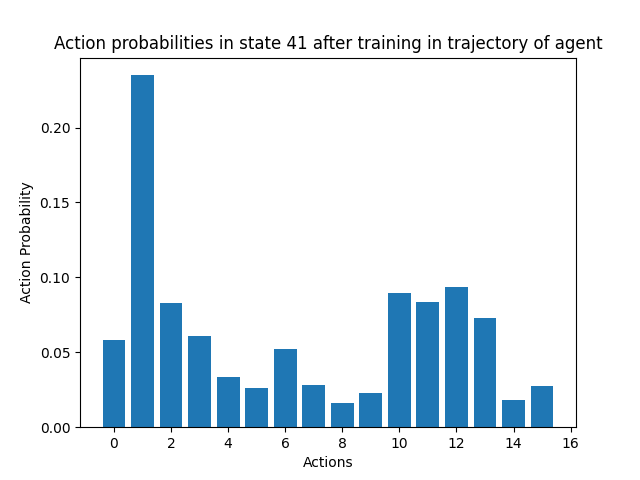 Action probabilities in state 41 after training in trajectory of agent
0.20
0.15
0.10
0.05
0.00
Action Probability
0 2 4 6 8 10 12 14 16
Actions